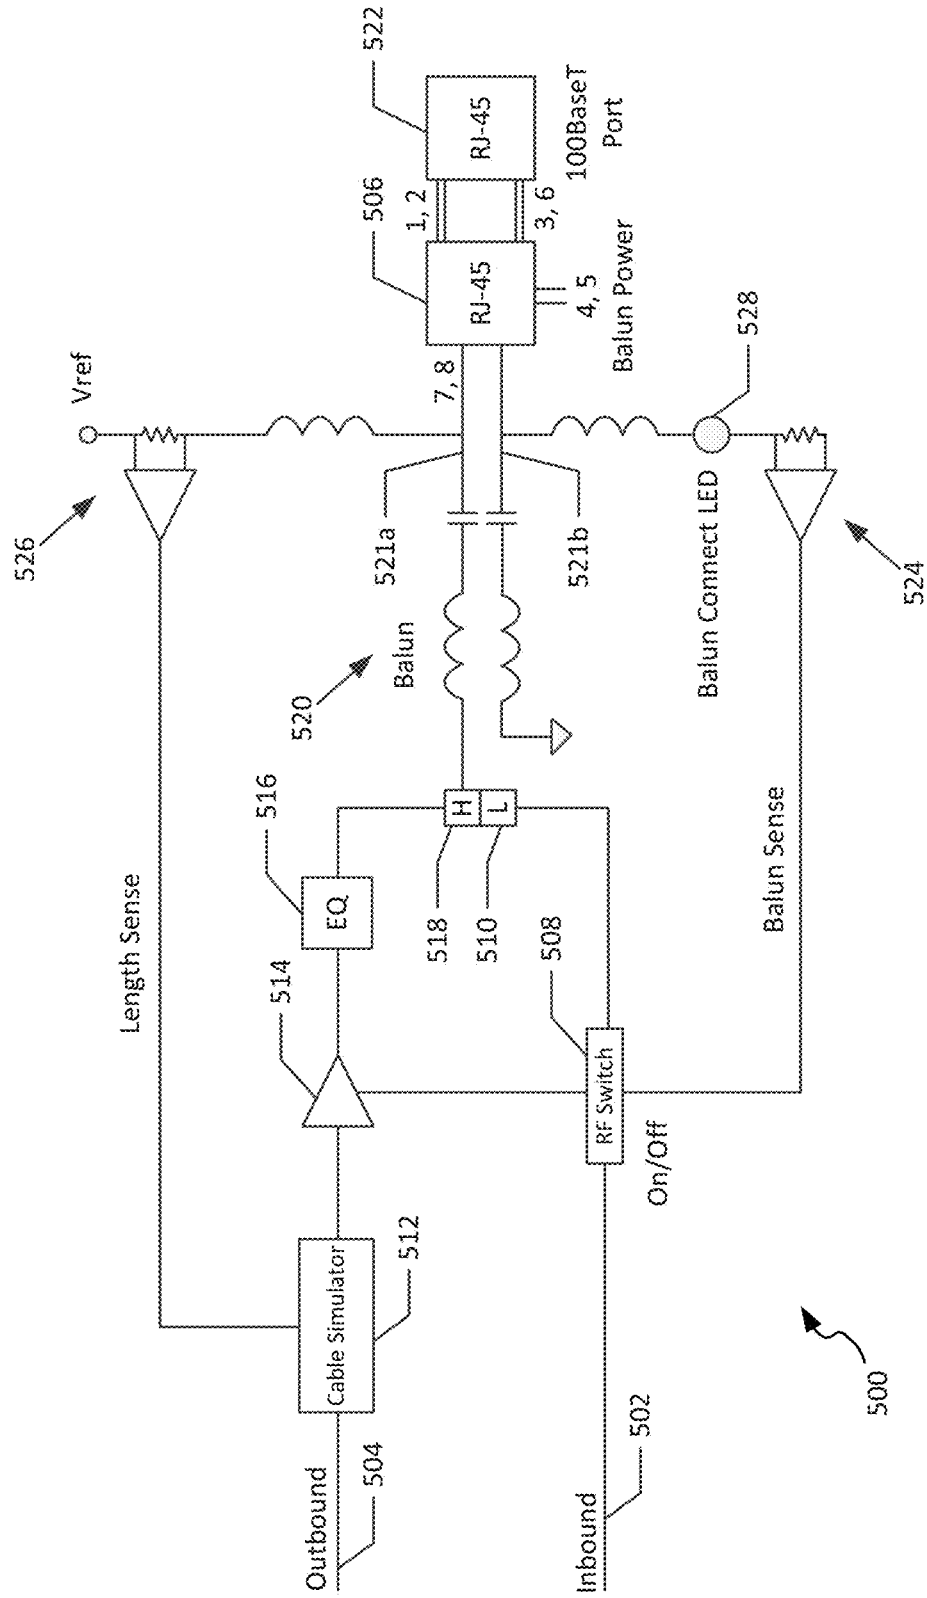 Outbound
504
Cable Simulator
512
Length Sense
514
EQ
516
518
H
L
510
508
RF Switch
On/Off
Inbound
502
500
Balun Sense
520
Balun
526
Vref
521a
521b
7, 8
506
RJ-45
1, 2
3, 6
4, 5
Balun Power
522
RJ-45
100BaseT
Port
528
Balun Connect LED
524